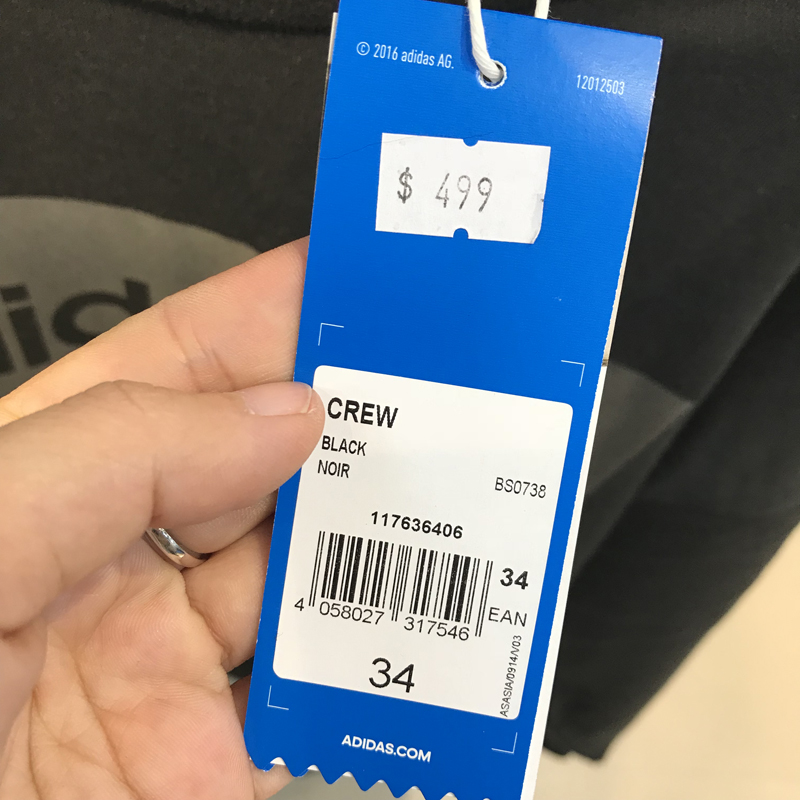 © 2016 adidas AG.
12012503
$ 499
CREW
BLACK
NOIR
BS0738
117636406
34
EAN
4 058027 317546
34
ASASIA/0914/V03
ADIDAS.COM